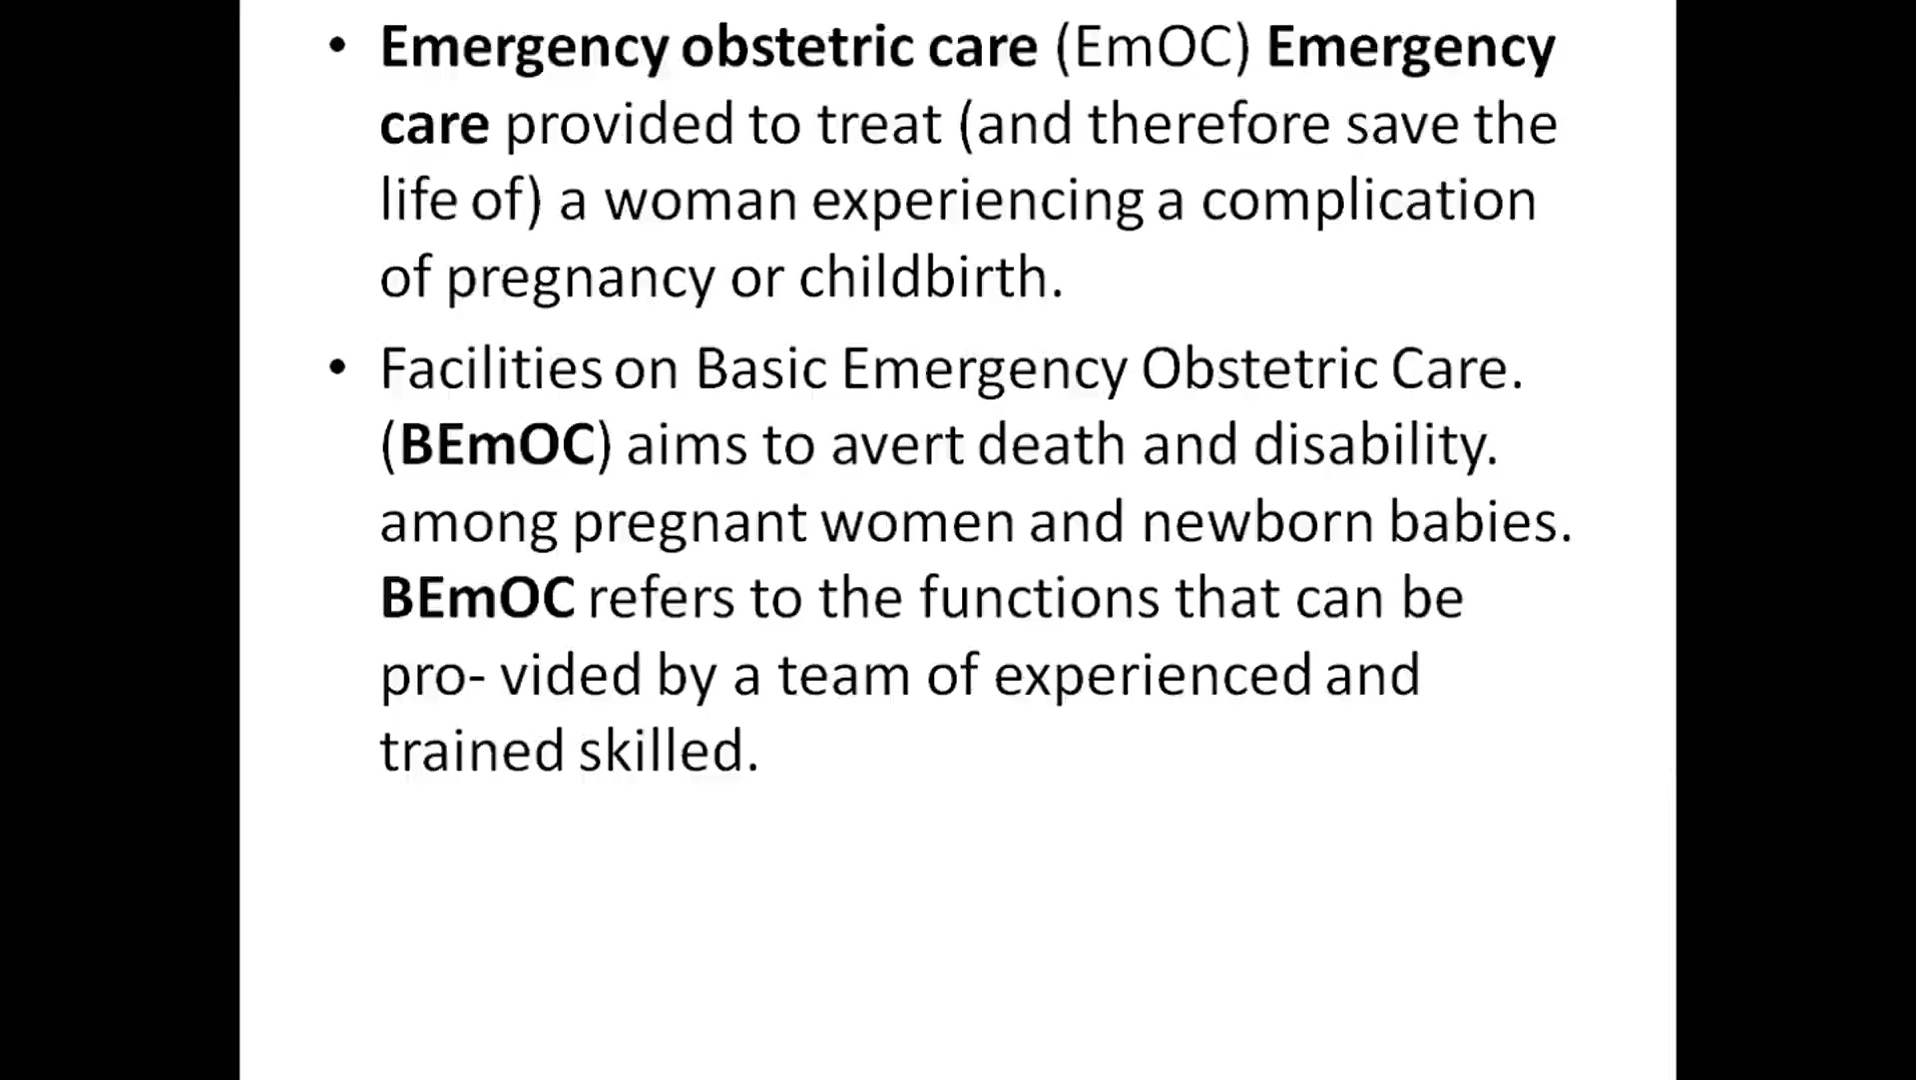 • Emergency obstetric care (EmOC) Emergency
care provided to treat (and therefore save the
life of) a woman experiencing a complication
of pregnancy or childbirth.
• Facilities on Basic Emergency Obstetric Care.
(BEmOC) aims to avert death and disability.
among pregnant women and newborn babies.
BEmOC refers to the functions that can be
pro- vided by a team of experienced and
trained skilled.